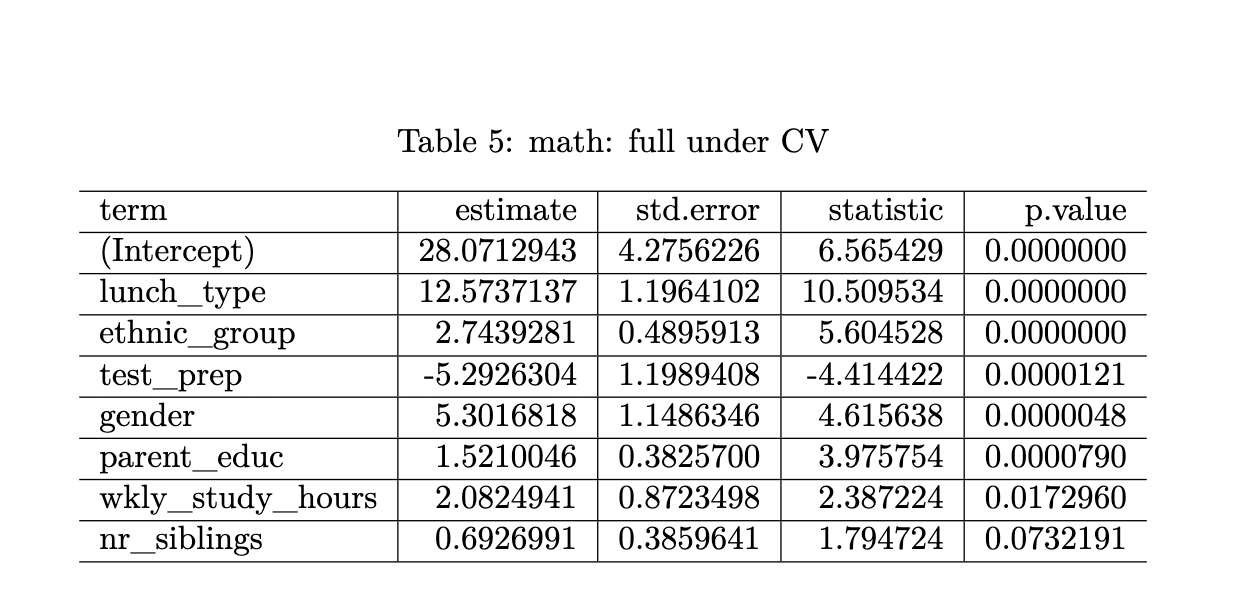 Table 5: math: full under CV
term estimate std.error statistic p.value
(Intercept) 28.0712943 4.2756226 6.565429 0.0000000
lunch_type 12.5737137 1.1964102 10.509534 0.0000000
ethnic_group 2.7439281 0.4895913 5.604528 0.0000000
test_prep -5.2926304 1.1989408 -4.414422 0.0000121
gender 5.3016818 1.1486346 4.615638 0.0000048
parent_educ 1.5210046 0.3825700 3.975754 0.0000790
wkly_study_hours 2.0824941 0.8723498 2.387224 0.0172960
nr_siblings 0.6926991 0.3859641 1.794724 0.0732191